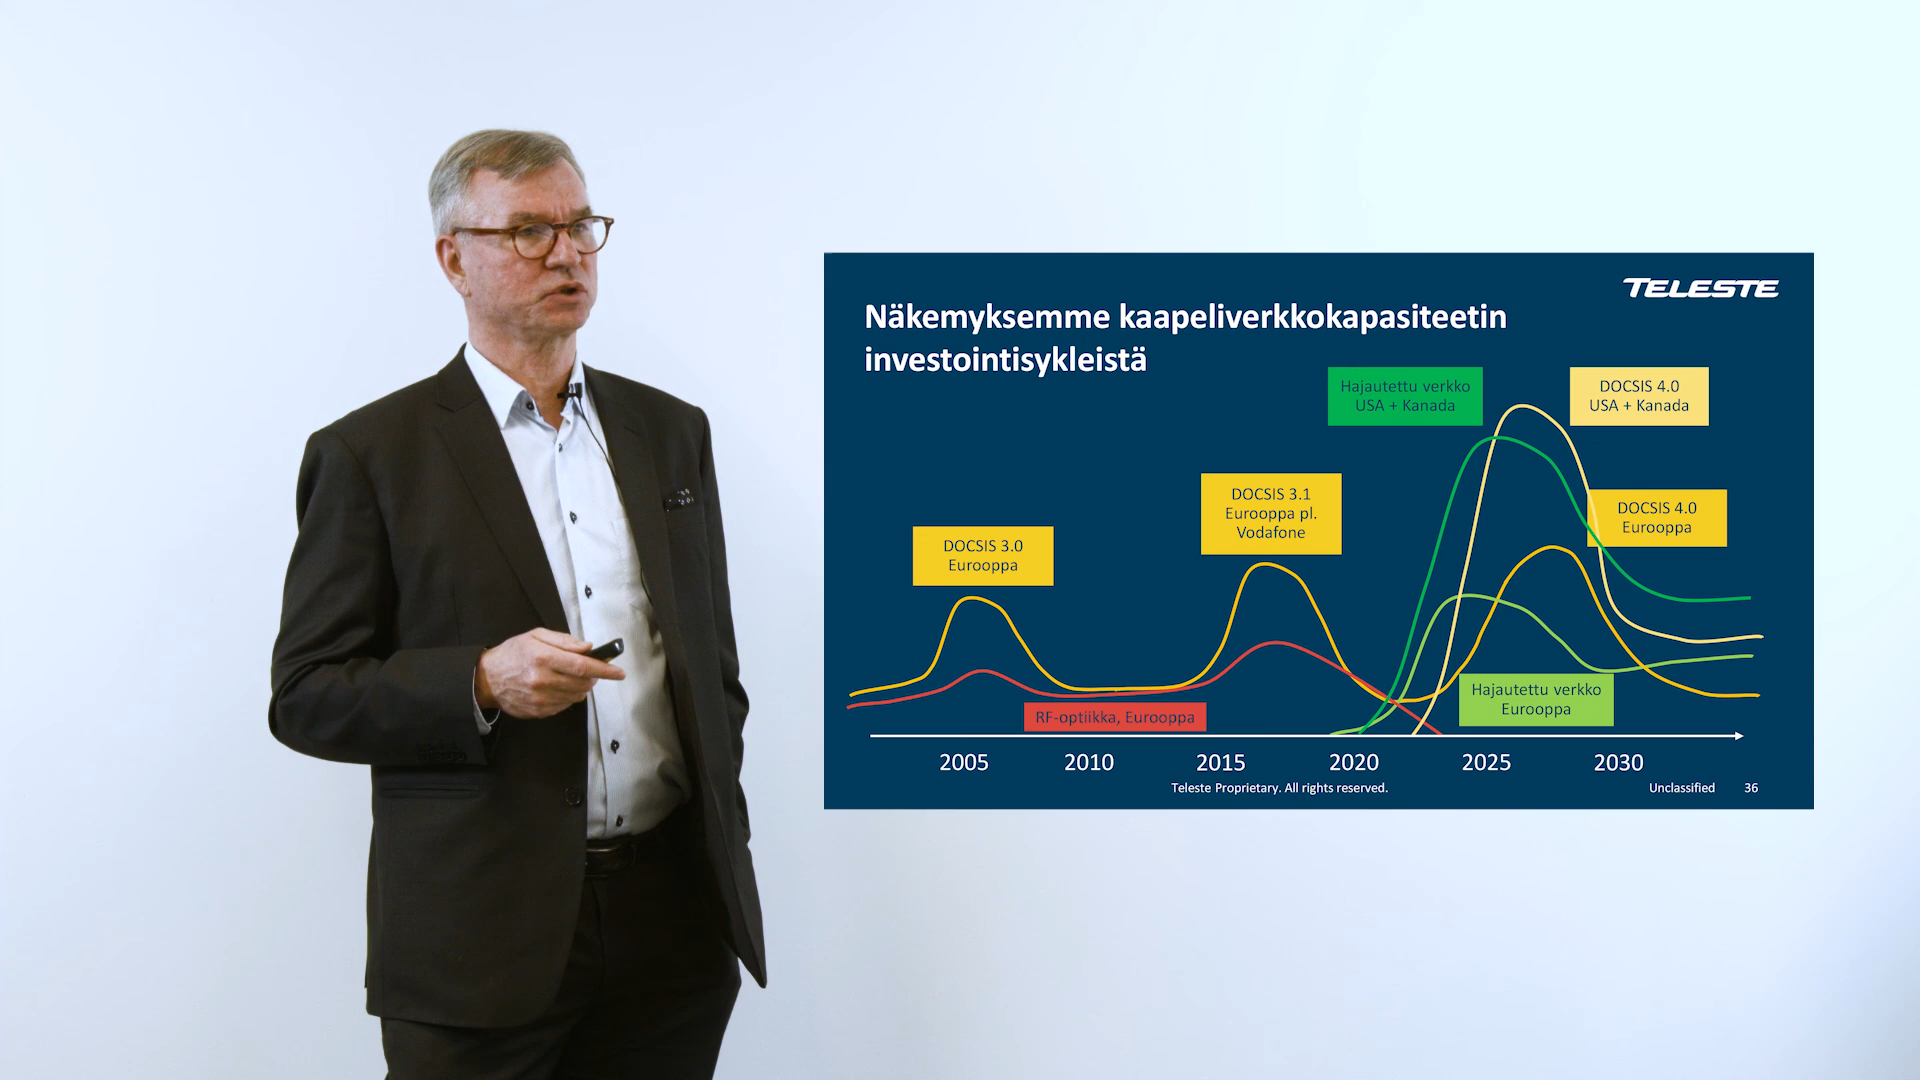 TELESTE
Näkemyksemme kaapeliverkkokapasiteetin
investointisykleistä
Hajautettu verkko
USA + Kanada
DOCSIS 4.0
USA + Kanada
DOCSIS 3.1
Eurooppa pl.
Vodafone
DOCSIS 4.0
Eurooppa
DOCSIS 3.0
Eurooppa
Hajautettu verkko
Eurooppa
RF-optiikka, Eurooppa
2005 2010 2015 2020 2025 2030
Teleste Proprietary. All rights reserved. Unclassified 36